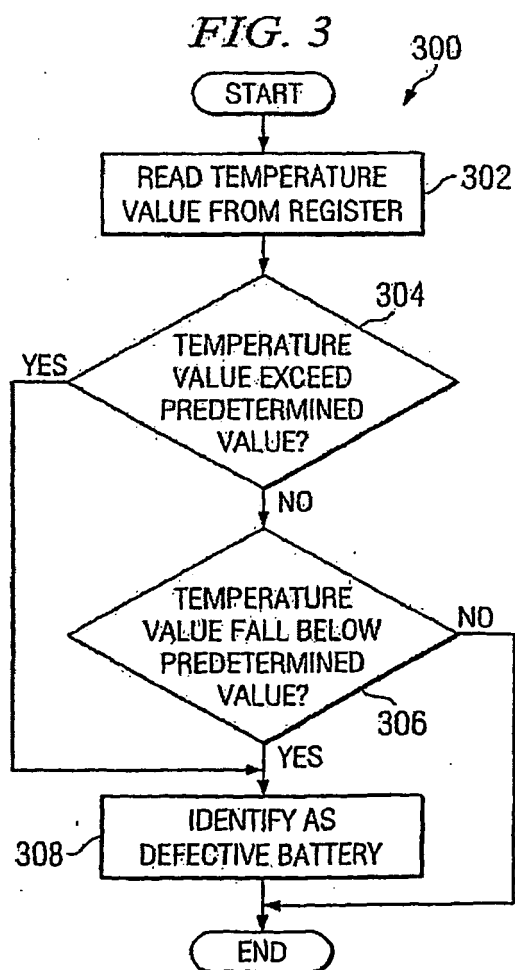 FIG. 3
300
START
READ TEMPERATURE
VALUE FROM REGISTER
302
304
YES
TEMPERATURE
VALUE EXCEED
PREDETERMINED
VALUE?
NO
TEMPERATURE
VALUE FALL BELOW
PREDETERMINED
VALUE?
NO
306
YES
IDENTIFY AS
DEFECTIVE BATTERY
308
END